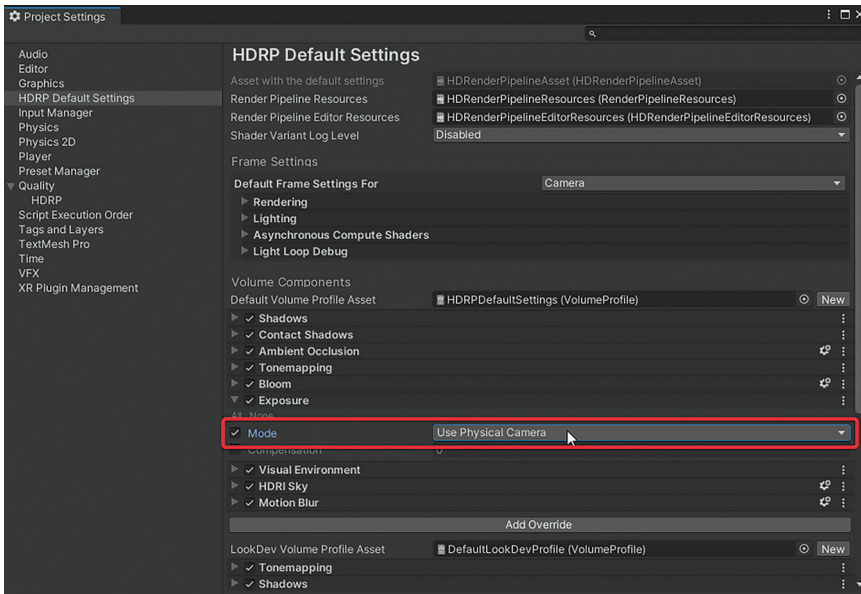 Project Settings
Audio
Editor
Graphics
HDRP Default Settings
Input Manager
Physics
Physics 2D
Player
Preset Manager
Quality
HDRP
Script Execution Order
Tags and Layers
TextMesh Pro
Time
VFX
XR Plugin Management
HDRP Default Settings
Asset with the default settings HDRenderPipelineAsset (HDRenderPipelineAsset)
Render Pipeline Resources HDRenderPipelineResources (RenderPipelineResources)
Render Pipeline Editor Resources HDRenderPipelineEditorResources (HDRenderPipelineEditorResources)
Shader Variant Log Level Disabled
Frame Settings
Default Frame Settings For Camera
Rendering
Lighting
Asynchronous Compute Shaders
Light Loop Debug
Volume Components
Default Volume Profile Asset HDRPDefaultSettings (VolumeProfile) New
Shadows
Contact Shadows
Ambient Occlusion
Tonemapping
Bloom
Exposure
All None
Mode Use Physical Camera
Compensation 0
Visual Environment
HDRI Sky
Motion Blur
Add Override
LookDev Volume Profile Asset DefaultLookDevProfile (VolumeProfile) New
Tonemapping
Shadows